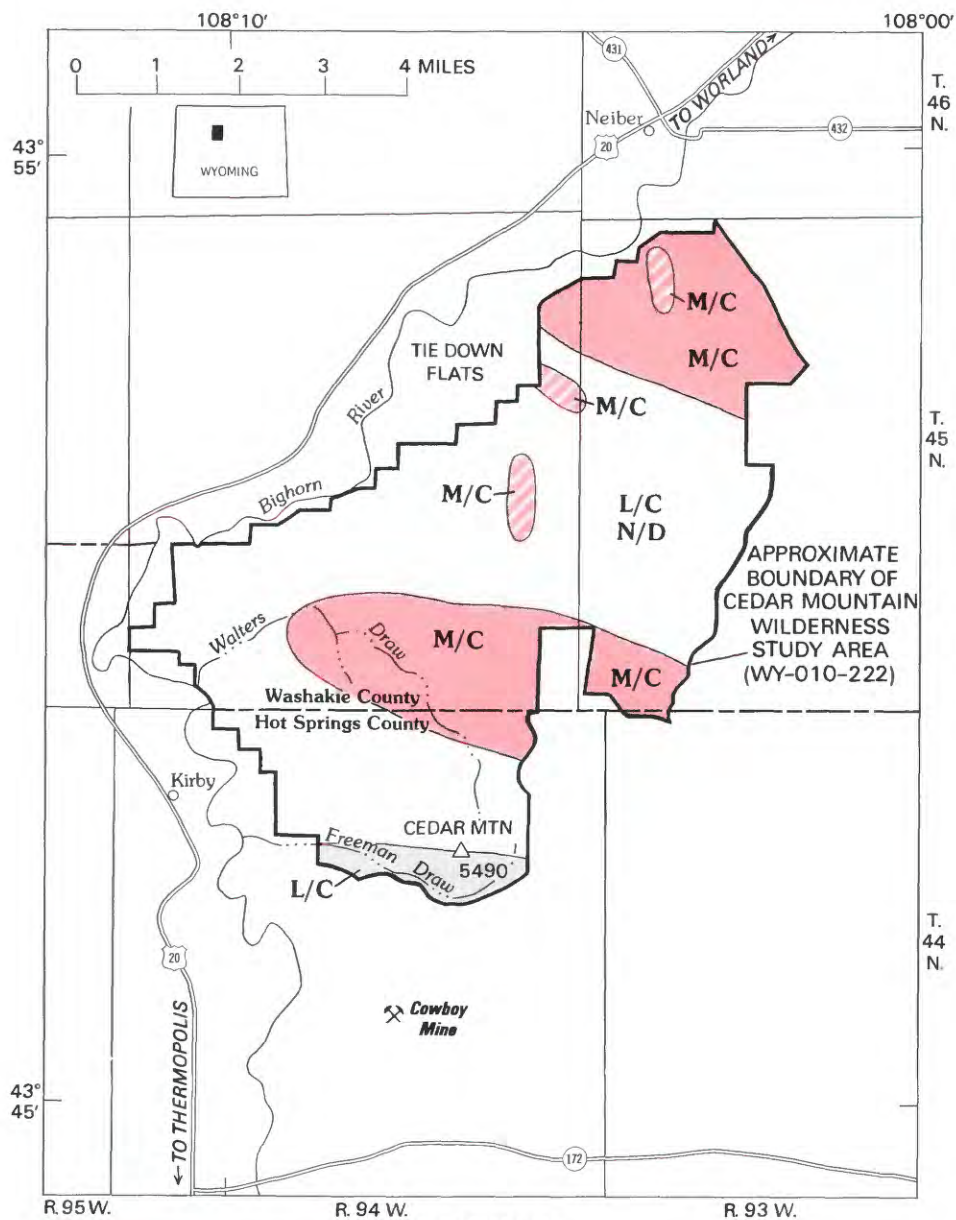 108°10'
108°00'
0 1 2 3 4 MILES
WYOMING
431
TO WORLAND
T.
46
N.
Neiber
432
20
43°
55'
M/C
M/C
TIE DOWN
FLATS
M/C
River
T.
45
N.
M/C
Bighorn
L/C
N/D
APPROXIMATE
BOUNDARY OF
CEDAR MOUNTAIN
WILDERNESS
STUDY AREA
(WY-010-222)
Walters
Draw
M/C
M/C
Washakie County
Hot Springs County
Kirby
CEDAR MTN
5490
Freeman
Draw
L/C
T.
44
N.
20
Cowboy
Mine
43°
45'
TO THERMOPOLIS
172
R. 95 W.
R. 94 W.
R. 93 W.